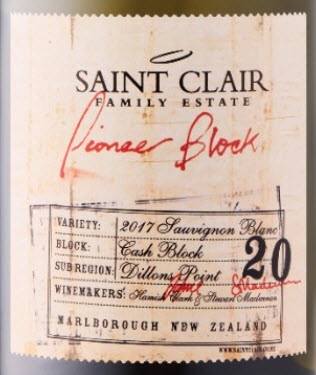 SAINT CLAIR
FAMILY ESTATE
Pioneer Block
VARIETY: 2017 Sauvignon Blanc
BLOCK: Cash Block
SUB REGION: Dillons Point
20
WINEMAKERS: Hamish Clark & Stewart Maclennan
MARLBOROUGH NEW ZEALAND